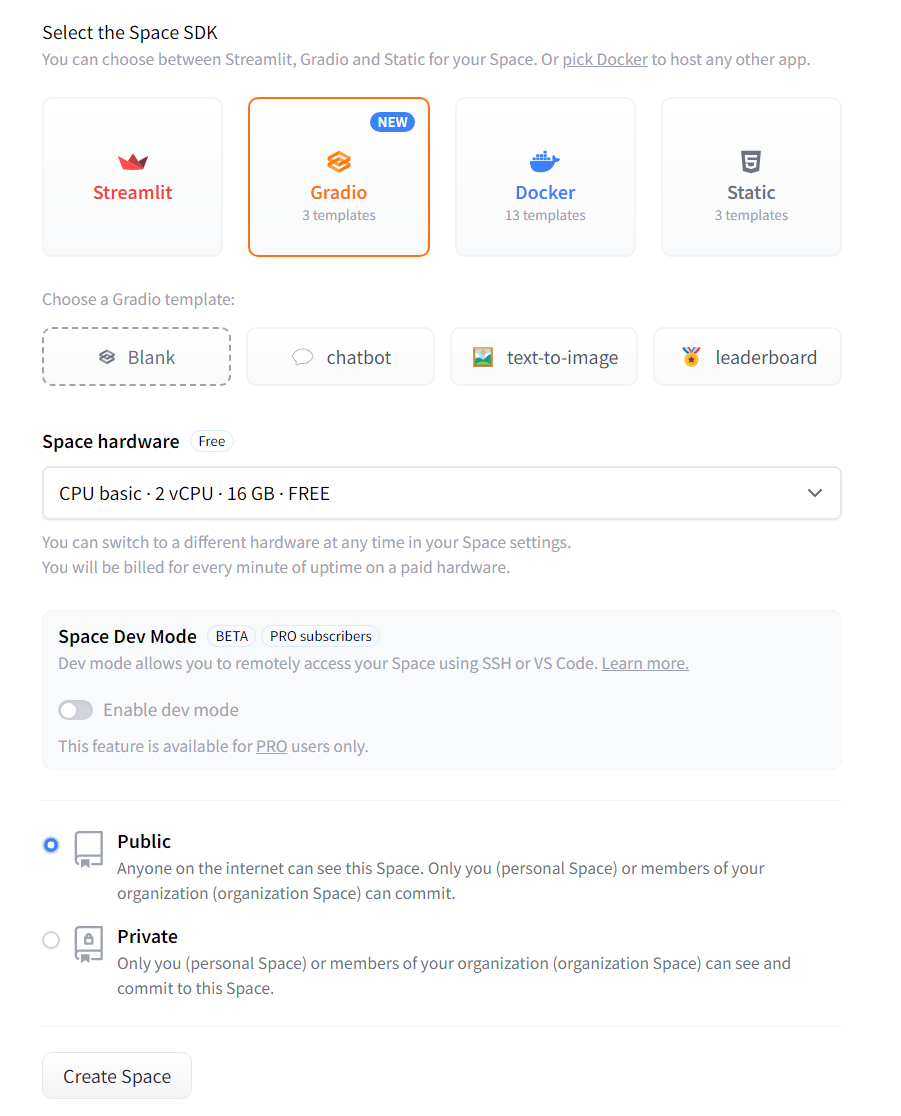 Select the Space SDK
You can choose between Streamlit, Gradio and Static for your Space. Or pick Docker to host any other app.
NEW
Streamlit
Gradio
3 templates
Docker
13 templates
Static
3 templates
Choose a Gradio template:
Blank
chatbot
text-to-image
leaderboard
Space hardware Free
CPU basic · 2 vCPU · 16 GB · FREE
You can switch to a different hardware at any time in your Space settings.
You will be billed for every minute of uptime on a paid hardware.
Space Dev Mode BETA PRO subscribers
Dev mode allows you to remotely access your Space using SSH or VS Code. Learn more.
Enable dev mode
This feature is available for PRO users only.
Public
Anyone on the internet can see this Space. Only you (personal Space) or members of your
organization (organization Space) can commit.
Private
Only you (personal Space) or members of your organization (organization Space) can see and
commit to this Space.
Create Space